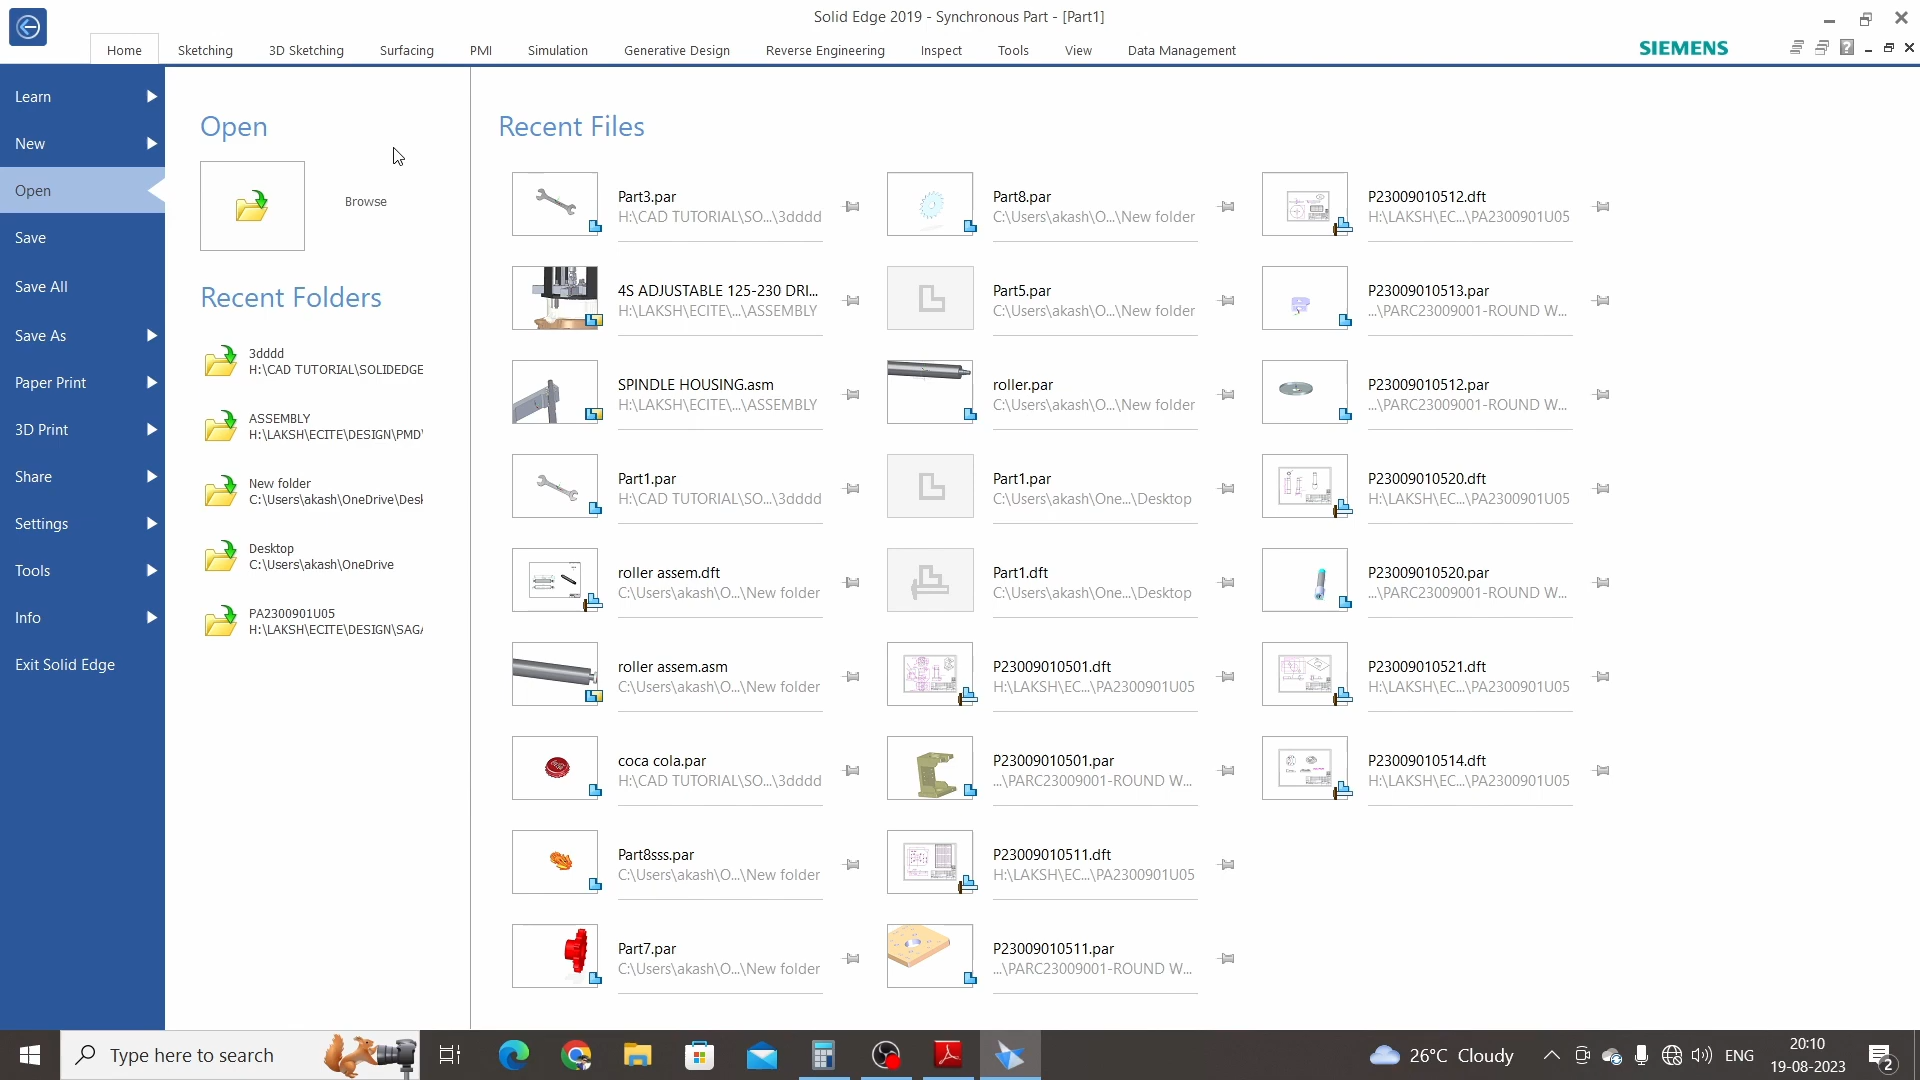 Solid Edge 2019 - Synchronous Part - [Part1]
Home Sketching 3D Sketching Surfacing PMI Simulation Generative Design Reverse Engineering Inspect Tools View Data Management
SIEMENS
Learn
New
Open
Save
Save All
Save As
Paper Print
3D Print
Share
Settings
Tools
Info
Exit Solid Edge
Open
Browse
Recent Folders
3dddd
H:\CAD TUTORIAL\SOLIDEDGE
ASSEMBLY
H:\LAKSH\ECITE\DESIGN\PMD\
New folder
C:\Users\akash\OneDrive\Desk
Desktop
C:\Users\akash\OneDrive
PA2300901U05
H:\LAKSH\ECITE\DESIGN\SAGA
Recent Files
Part3.par
H:\CAD TUTORIAL\SO...\3dddd
4S ADJUSTABLE 125-230 DRI...
H:\LAKSH\ECITE\...\ASSEMBLY
SPINDLE HOUSING.asm
H:\LAKSH\ECITE\...\ASSEMBLY
Part1.par
H:\CAD TUTORIAL\SO...\3dddd
roller assem.dft
C:\Users\akash\O...\New folder
roller assem.asm
C:\Users\akash\O...\New folder
coca cola.par
H:\CAD TUTORIAL\SO...\3dddd
Part8sss.par
C:\Users\akash\O...\New folder
Part7.par
C:\Users\akash\O...\New folder
Part8.par
C:\Users\akash\O...\New folder
Part5.par
C:\Users\akash\O...\New folder
roller.par
C:\Users\akash\O...\New folder
Part1.par
C:\Users\akash\One...\Desktop
Part1.dft
C:\Users\akash\One...\Desktop
P23009010501.dft
H:\LAKSH\EC...\PA2300901U05
P23009010501.par
...\PARC23009001-ROUND W...
P23009010511.dft
H:\LAKSH\EC...\PA2300901U05
P23009010511.par
...\PARC23009001-ROUND W...
P23009010512.dft
H:\LAKSH\EC...\PA2300901U05
P23009010513.par
...\PARC23009001-ROUND W...
P23009010512.par
...\PARC23009001-ROUND W...
P23009010520.dft
H:\LAKSH\EC...\PA2300901U05
P23009010520.par
...\PARC23009001-ROUND W...
P23009010521.dft
H:\LAKSH\EC...\PA2300901U05
P23009010514.dft
H:\LAKSH\EC...\PA2300901U05
Type here to search
26°C Cloudy
ENG
20:10
19-08-2023
2